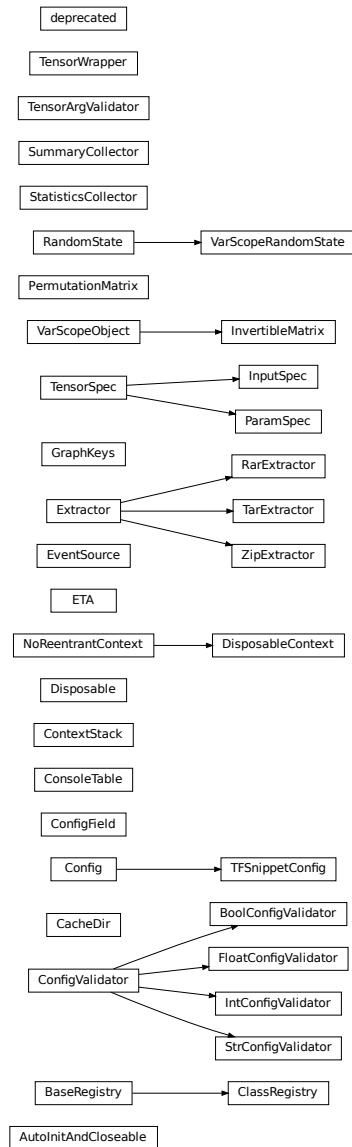 deprecated
TensorWrapper
TensorArgValidator
SummaryCollector
StatisticsCollector
RandomState
VarScopeRandomState
PermutationMatrix
VarScopeObject
InvertibleMatrix
TensorSpec
InputSpec
ParamSpec
GraphKeys
Extractor
RarExtractor
TarExtractor
ZipExtractor
EventSource
ETA
NoReentrantContext
DisposableContext
Disposable
ContextStack
ConsoleTable
ConfigField
Config
TFSnippetConfig
CacheDir
ConfigValidator
BoolConfigValidator
FloatConfigValidator
IntConfigValidator
StrConfigValidator
BaseRegistry
ClassRegistry
AutoInitAndCloseable